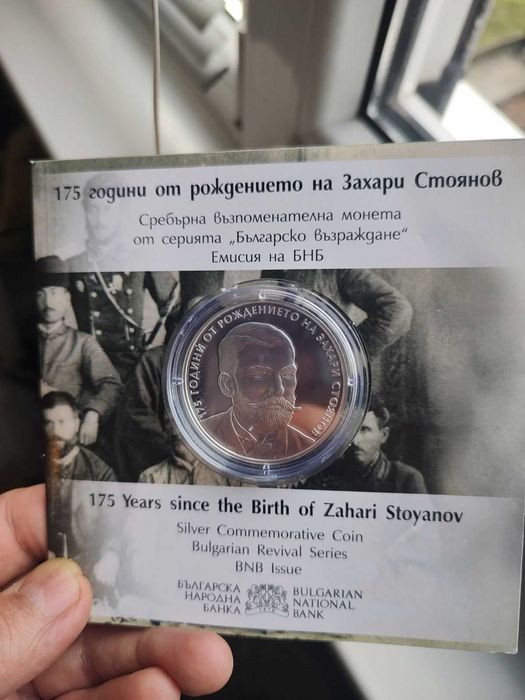 175 години от рождението на Захари Стоянов
Сребърна възпоменателна монета
от серията „Българско възраждане“
Емисия на БНБ
175 ГОДИНИ ОТ РОЖДЕНИЕТО НА ЗАХАРИ СТОЯНОВ
175 Years since the Birth of Zahari Stoyanov
Silver Commemorative Coin
Bulgarian Revival Series
BNB Issue
БЪЛГАРСКА
НАРОДНА
БАНКА
BULGARIAN
NATIONAL
BANK